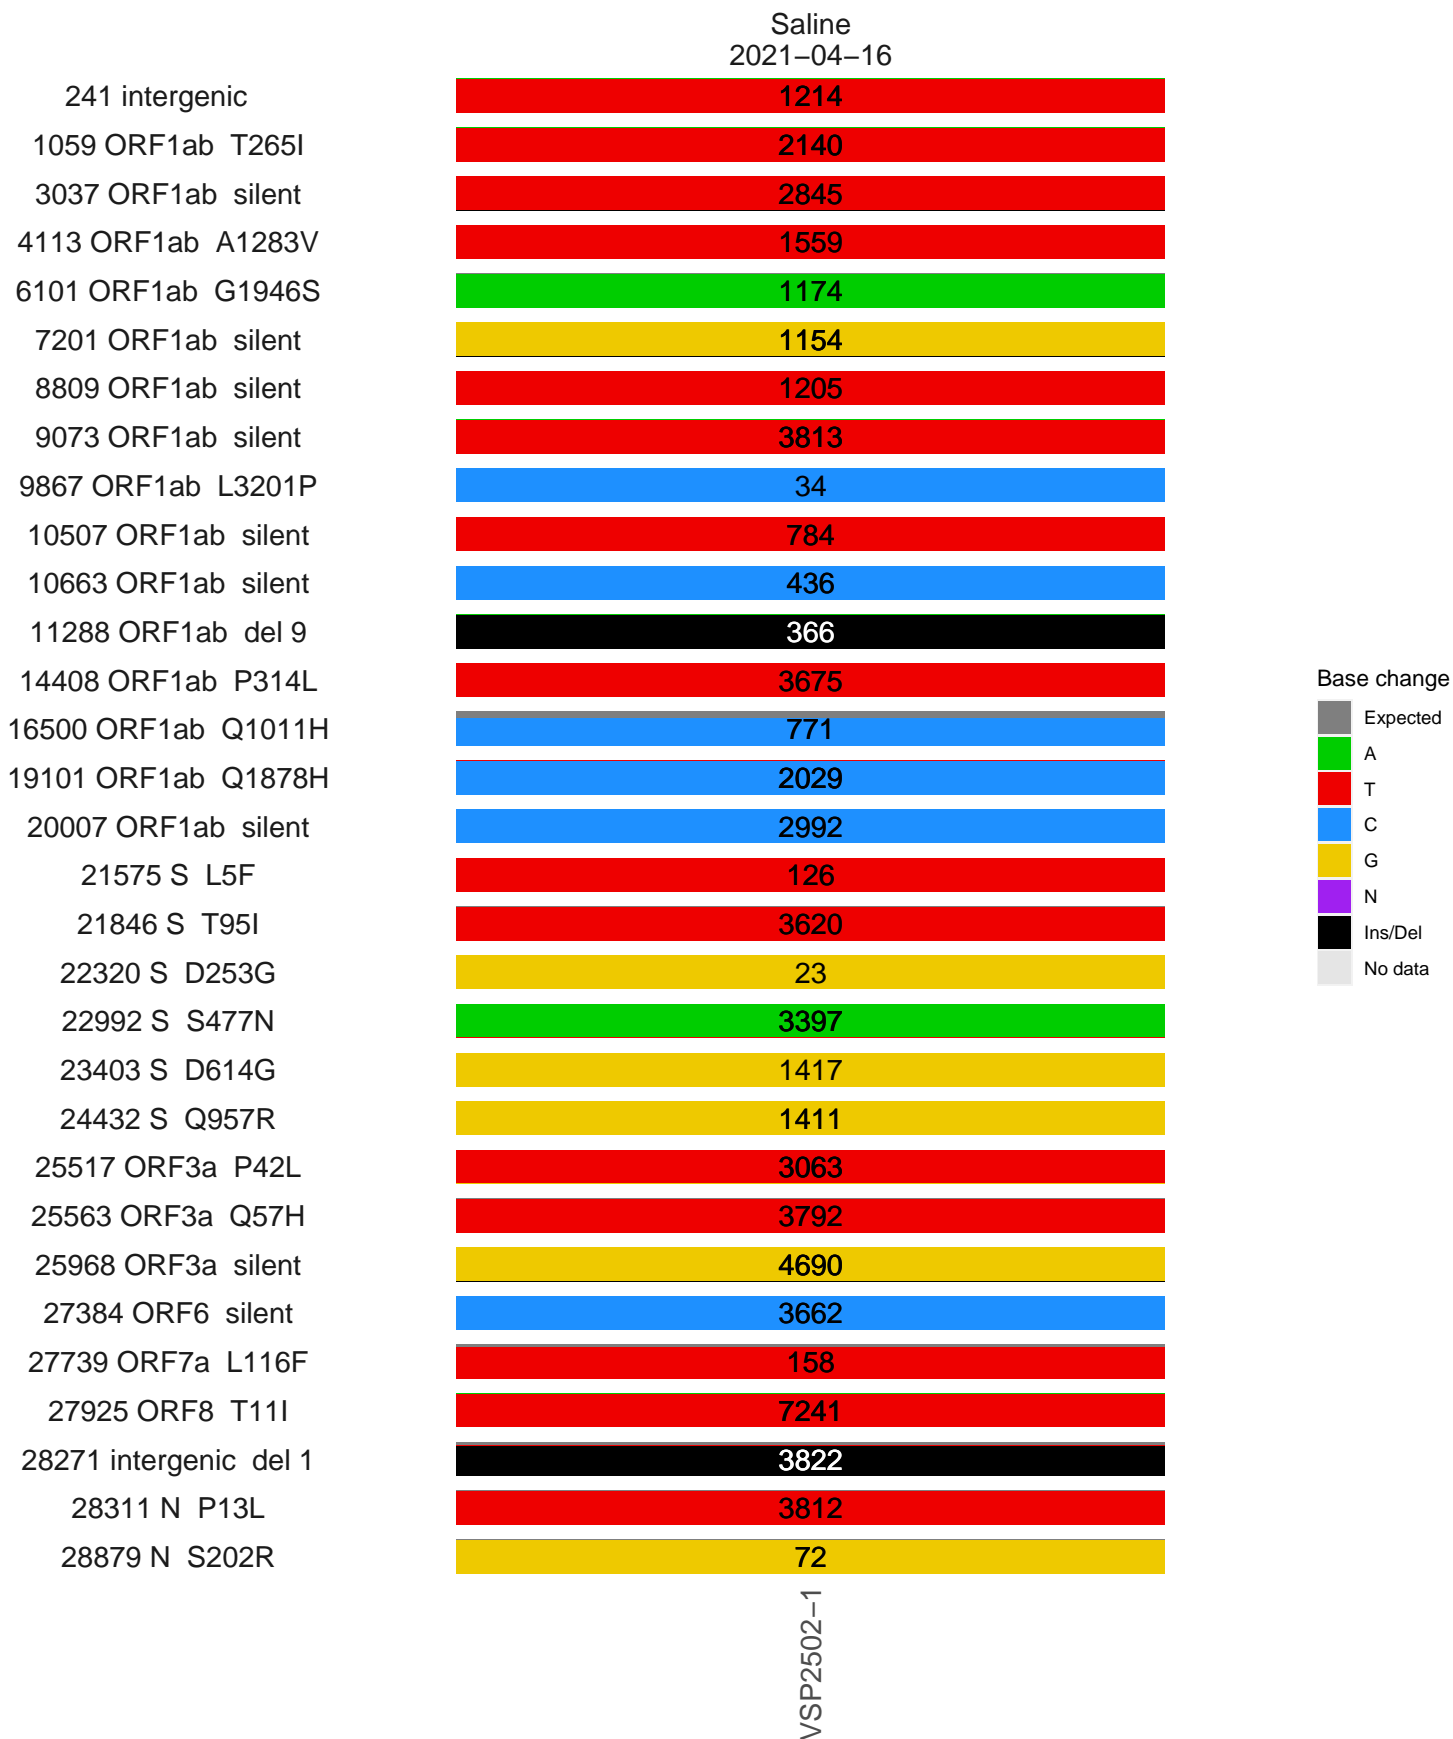 Saline
2021−04−16
241 intergenic 1214
1059 ORF1ab T265I 2140
3037 ORF1ab silent 2845
4113 ORF1ab A1283V 1559
6101 ORF1ab G1946S 1174
7201 ORF1ab silent 1154
8809 ORF1ab silent 1205
9073 ORF1ab silent 3813
9867 ORF1ab L3201P 34
10507 ORF1ab silent 784
10663 ORF1ab silent 436
11288 ORF1ab del 9 366
14408 ORF1ab P314L 3675
16500 ORF1ab Q1011H 771
19101 ORF1ab Q1878H 2029
20007 ORF1ab silent 2992
21575 S L5F 126
21846 S T95I 3620
22320 S D253G 23
22992 S S477N 3397
23403 S D614G 1417
24432 S Q957R 1411
25517 ORF3a P42L 3063
25563 ORF3a Q57H 3792
25968 ORF3a silent 4690
27384 ORF6 silent 3662
27739 ORF7a L116F 158
27925 ORF8 T11I 7241
28271 intergenic del 1 3822
28311 N P13L 3812
28879 N S202R 72
VSP2502−1
Base change
Expected
A
T
C
G
N
Ins/Del
No data